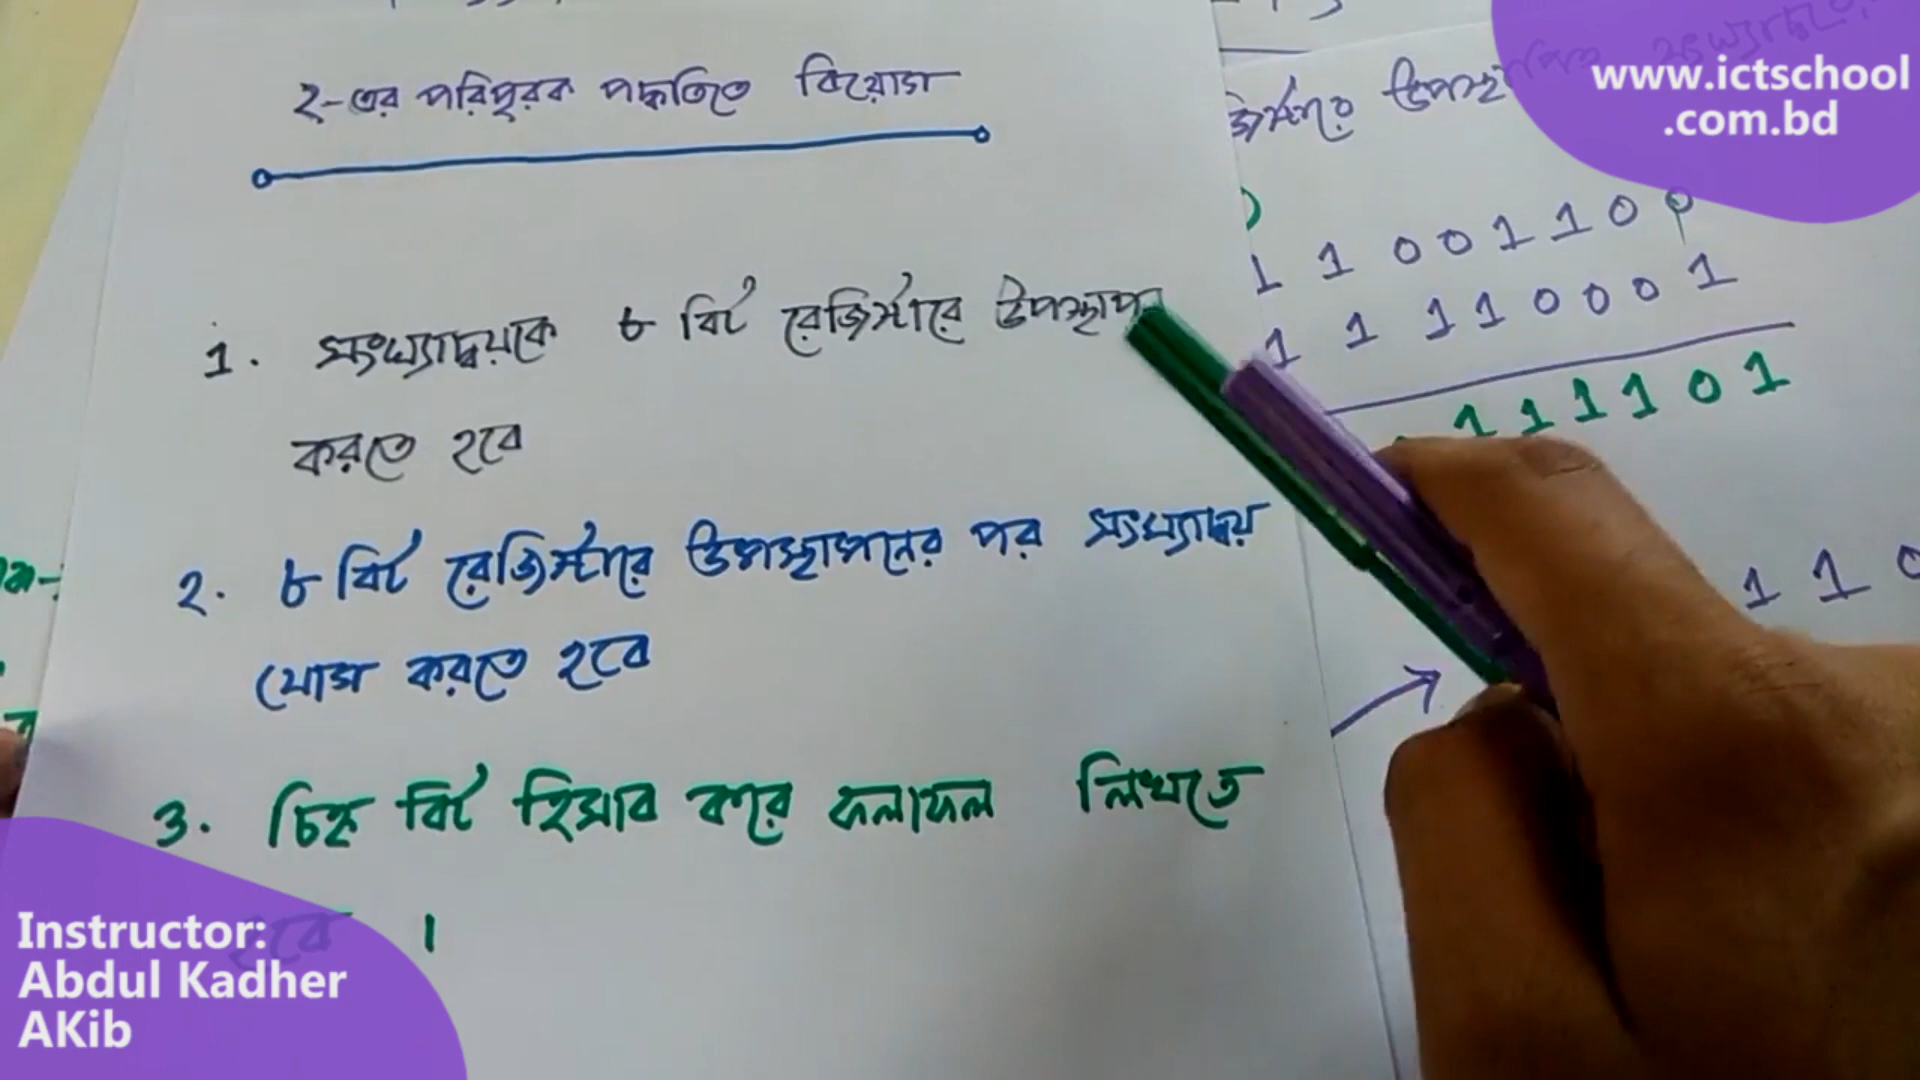 ২-এর পরিপূরক পদ্ধতিতে বিয়োগ
1. সংখ্যাদ্বয়কে ৮ বিট রেজিস্টারে উপস্থাপন
করতে হবে
২. ৮ বিট রেজিস্টারে উপস্থাপনের পর সংখ্যাদ্বয়
যোগ করতে হবে
3. চিহ্ন বিট হিসাব করে ফলাফল লিখতে
হবে ।
রেজিস্টারে
1 1 0 0 1 1 0 0
1 1 1 1 0 0 0 1
1 1 1 1 0 1
1 1 0
www.ictschool
.com.bd
Instructor:
Abdul Kadher
AKib